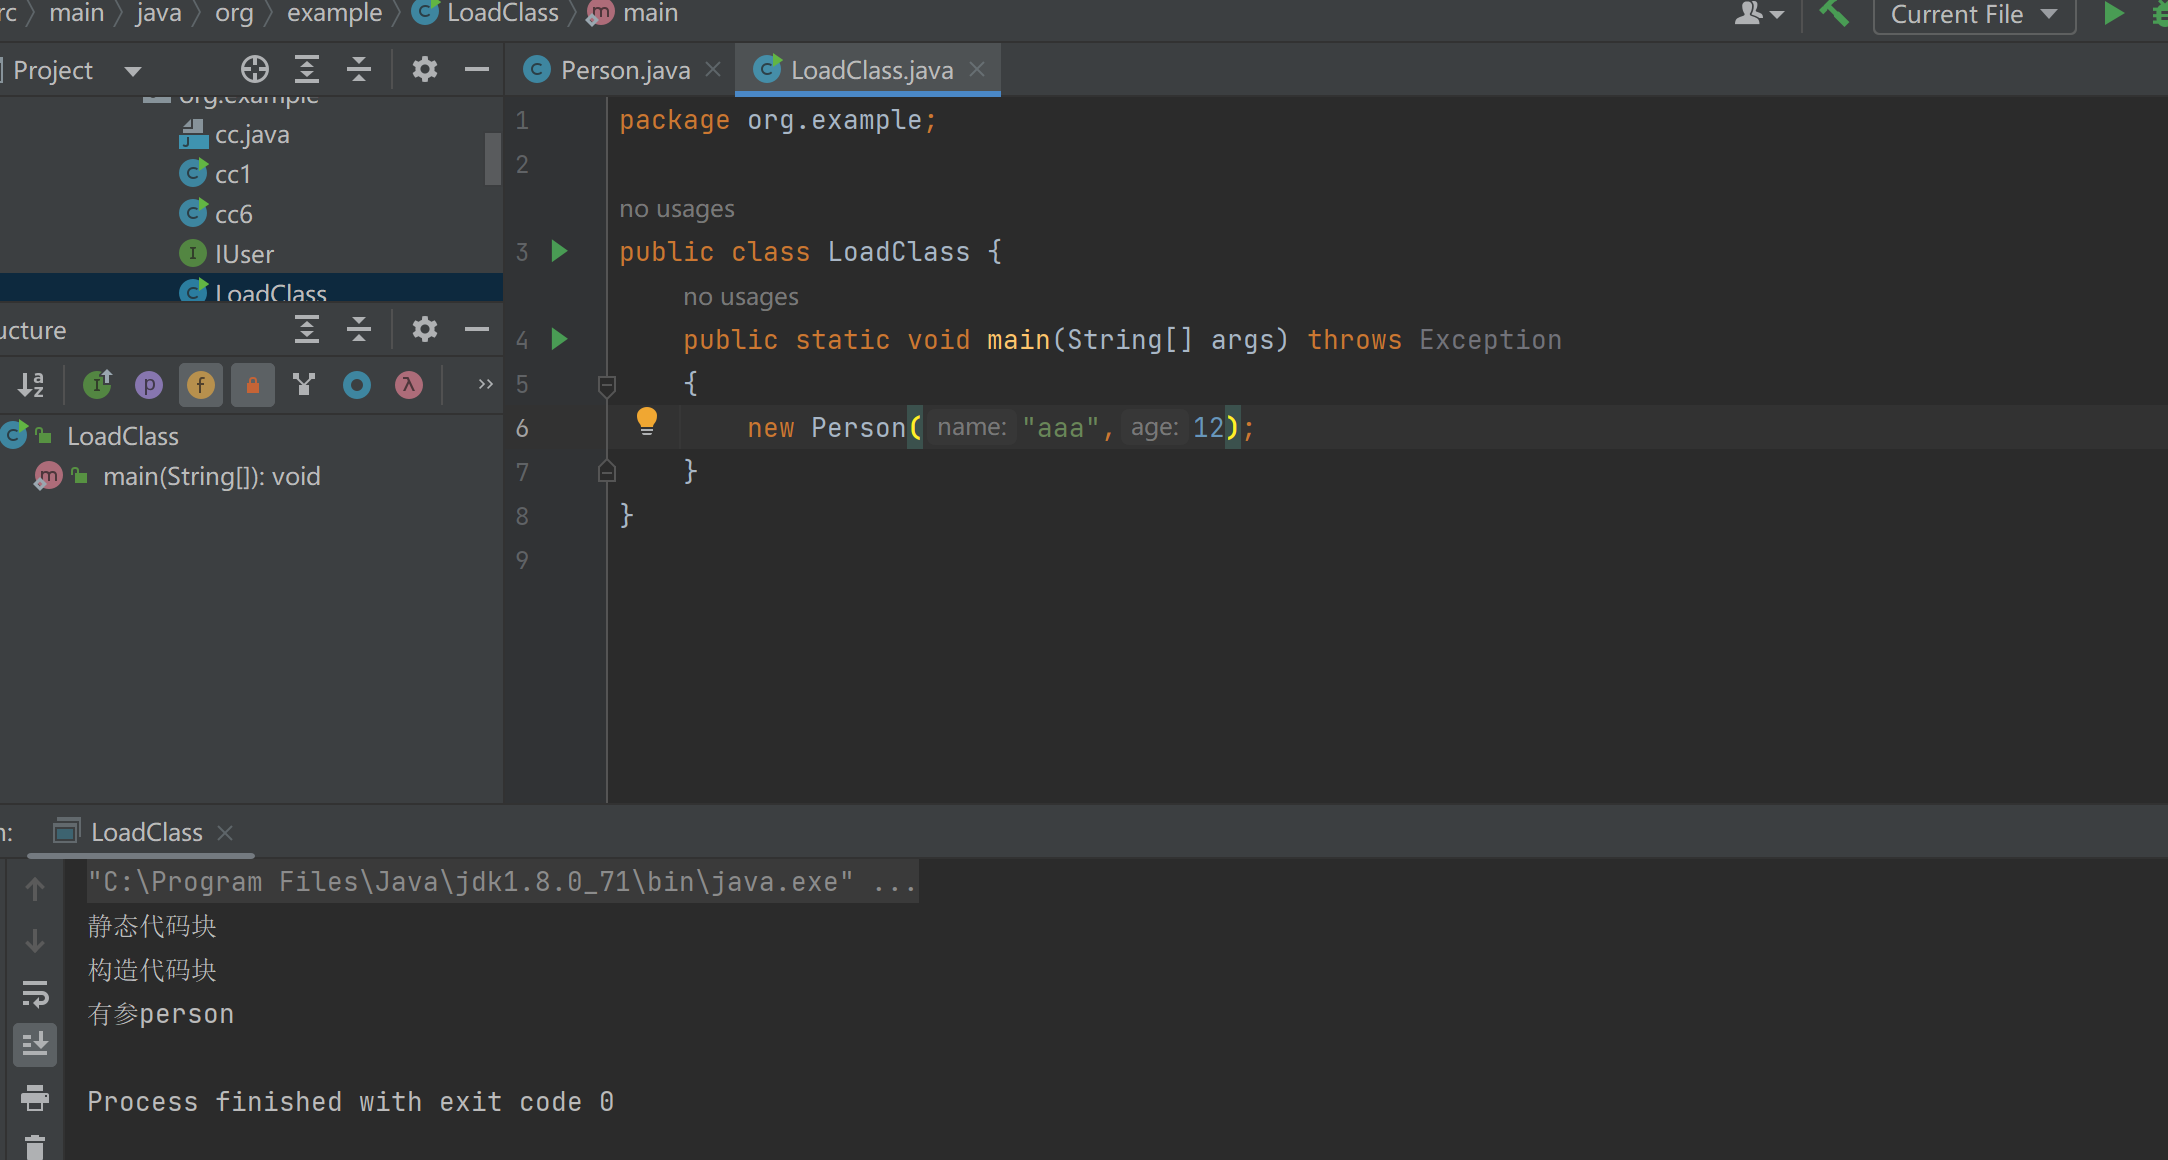 main java org example LoadClass main Current File
Project
Person.java LoadClass.java
org.example
cc.java
cc1
cc6
IUser
LoadClass
ucture
LoadClass
main(String[]): void
1 package org.example;
2
no usages
3 public class LoadClass {
no usages
4 public static void main(String[] args) throws Exception
5 {
6 new Person( name: "aaa", age: 12);
7 }
8 }
9
LoadClass
"C:\Program Files\Java\jdk1.8.0_71\bin\java.exe" ...
静态代码块
构造代码块
有参person
Process finished with exit code 0